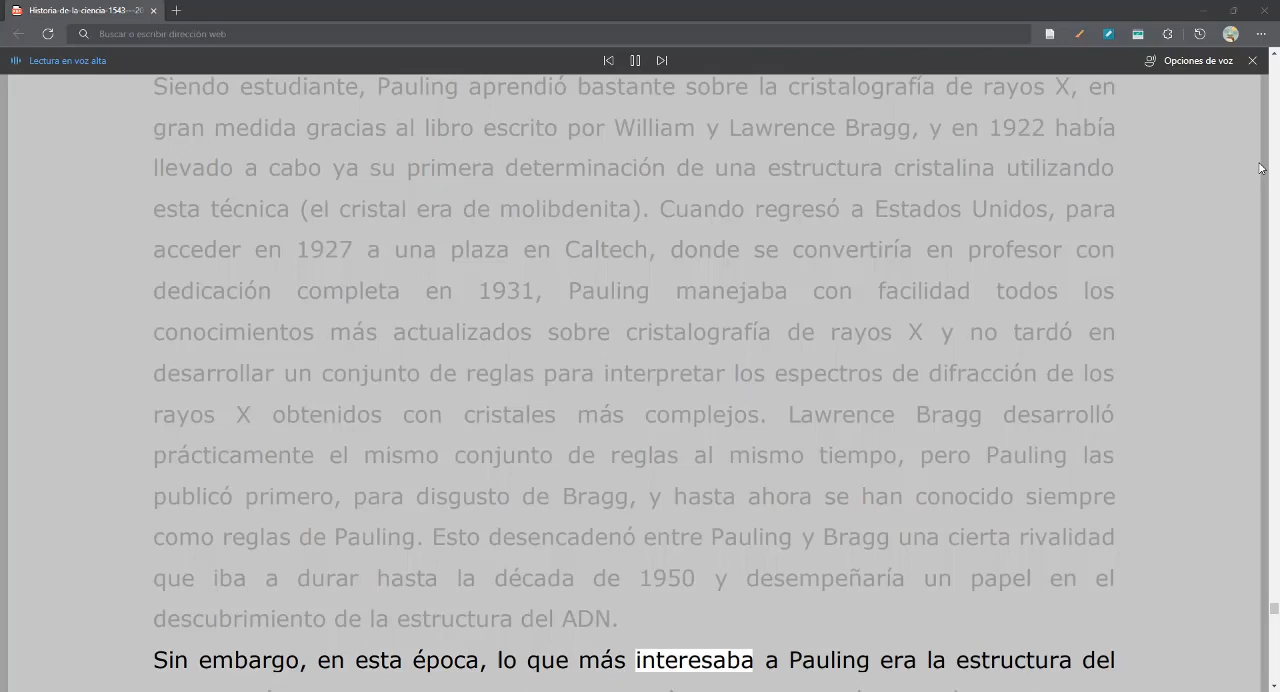 Historia-de-la-ciencia-1543---20
Buscar o escribir dirección web
Lectura en voz alta
Opciones de voz
Siendo estudiante, Pauling aprendió bastante sobre la cristalografía de rayos X, en
gran medida gracias al libro escrito por William y Lawrence Bragg, y en 1922 había
llevado a cabo ya su primera determinación de una estructura cristalina utilizando
esta técnica (el cristal era de molibdenita). Cuando regresó a Estados Unidos, para
acceder en 1927 a una plaza en Caltech, donde se convertiría en profesor con
dedicación completa en 1931, Pauling manejaba con facilidad todos los
conocimientos más actualizados sobre cristalografía de rayos X y no tardó en
desarrollar un conjunto de reglas para interpretar los espectros de difracción de los
rayos X obtenidos con cristales más complejos. Lawrence Bragg desarrolló
prácticamente el mismo conjunto de reglas al mismo tiempo, pero Pauling las
publicó primero, para disgusto de Bragg, y hasta ahora se han conocido siempre
como reglas de Pauling. Esto desencadenó entre Pauling y Bragg una cierta rivalidad
que iba a durar hasta la década de 1950 y desempeñaría un papel en el
descubrimiento de la estructura del ADN.
Sin embargo, en esta época, lo que más interesaba a Pauling era la estructura del